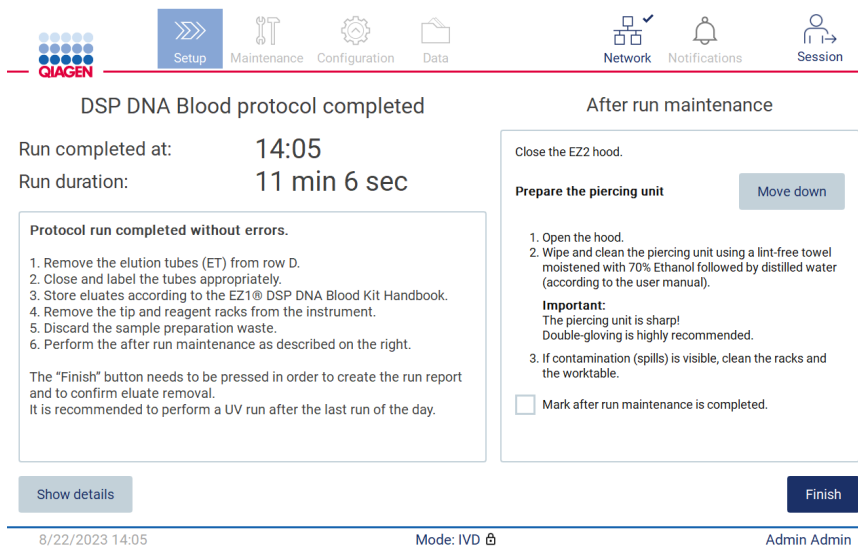 QIAGEN
Setup
Maintenance
Configuration
Data
Network
Notifications
Session
DSP DNA Blood protocol completed
Run completed at: 14:05
Run duration: 11 min 6 sec
Protocol run completed without errors.
1. Remove the elution tubes (ET) from row D.
2. Close and label the tubes appropriately.
3. Store eluates according to the EZ1® DSP DNA Blood Kit Handbook.
4. Remove the tip and reagent racks from the instrument.
5. Discard the sample preparation waste.
6. Perform the after run maintenance as described on the right.
The “Finish” button needs to be pressed in order to create the run report
and to confirm eluate removal.
It is recommended to perform a UV run after the last run of the day.
Show details
After run maintenance
Close the EZ2 hood.
Prepare the piercing unit
Move down
1. Open the hood.
2. Wipe and clean the piercing unit using a lint-free towel
moistened with 70% Ethanol followed by distilled water
(according to the user manual).
Important:
The piercing unit is sharp!
Double-gloving is highly recommended.
3. If contamination (spills) is visible, clean the racks and
the worktable.
Mark after run maintenance is completed.
Finish
8/22/2023 14:05
Mode: IVD
Admin Admin